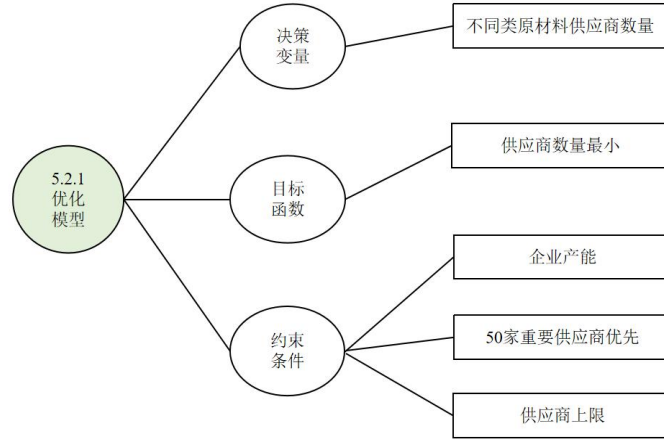 5.2.1
优化
模型
决策
变量
不同类原材料供应商数量
目标
函数
供应商数量最小
约束
条件
企业产能
50家重要供应商优先
供应商上限